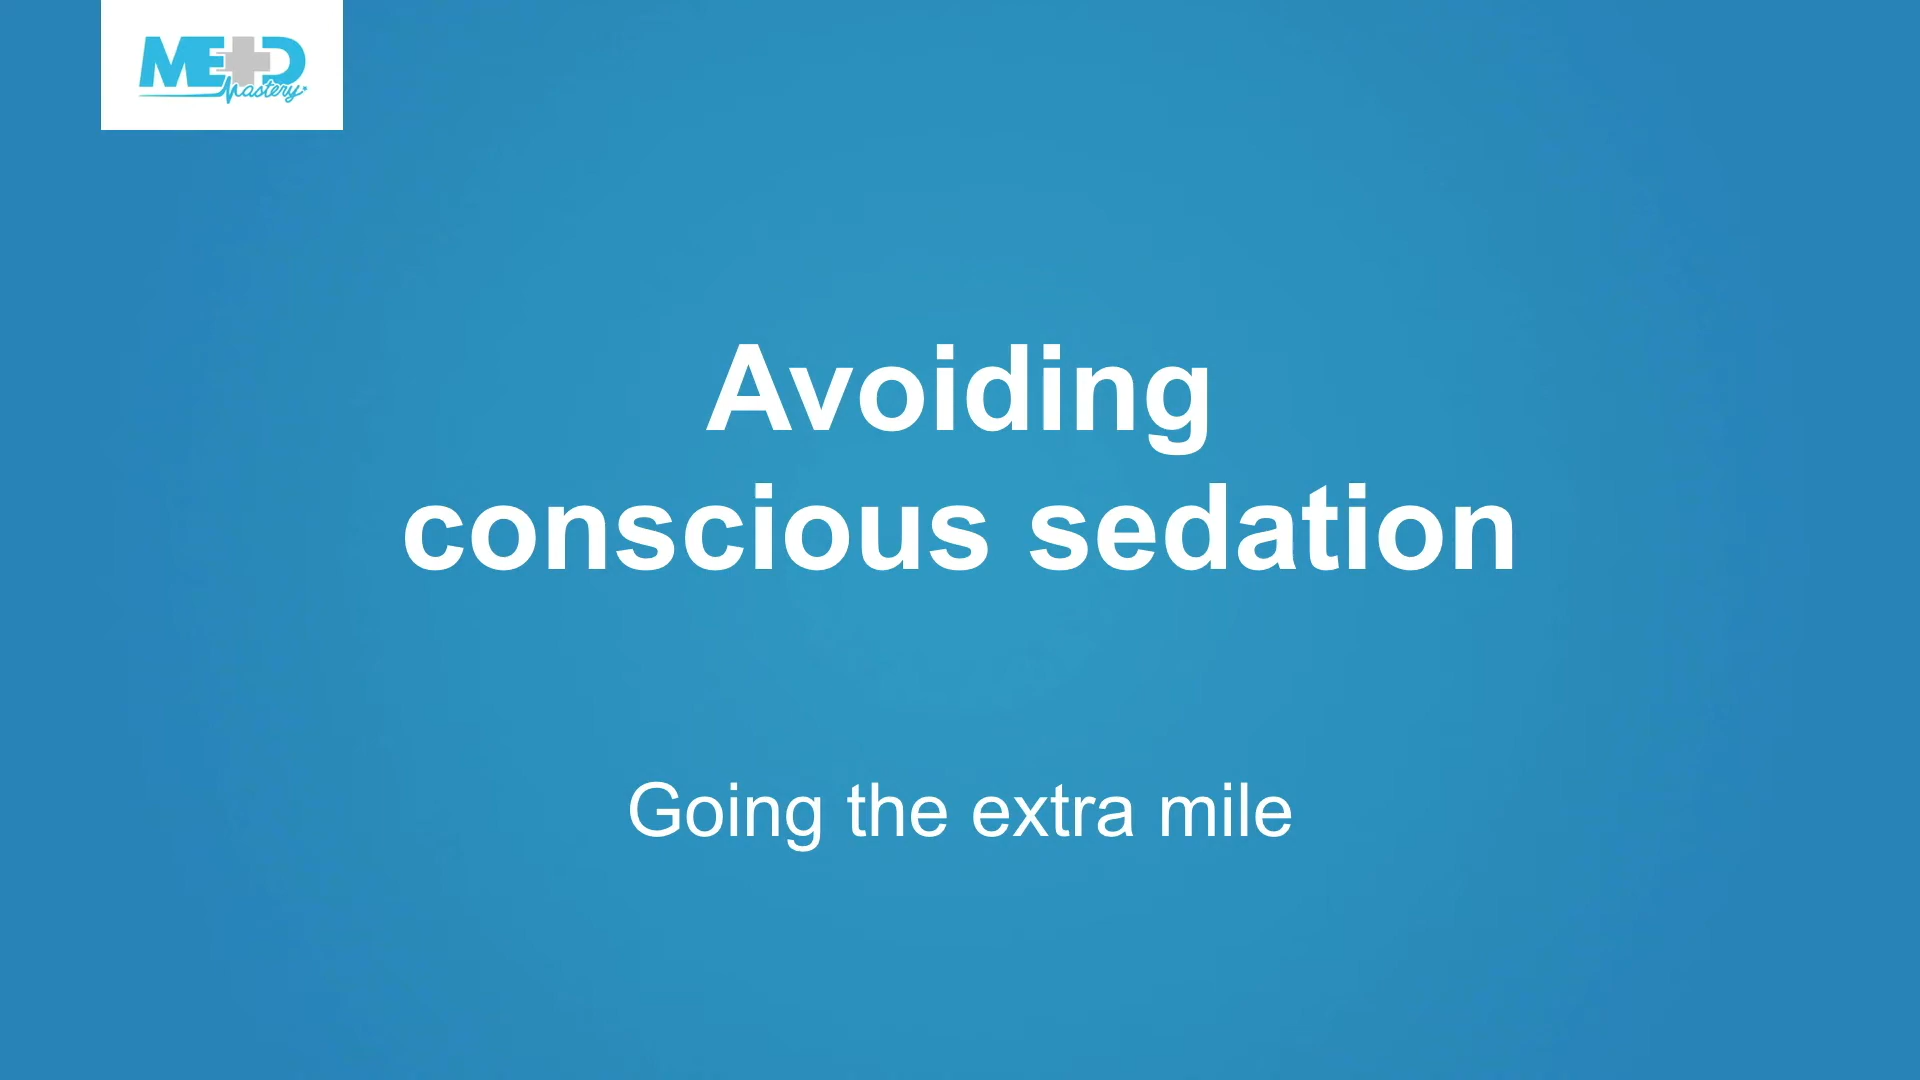 MED
Mastery
Avoiding
conscious sedation
Going the extra mile